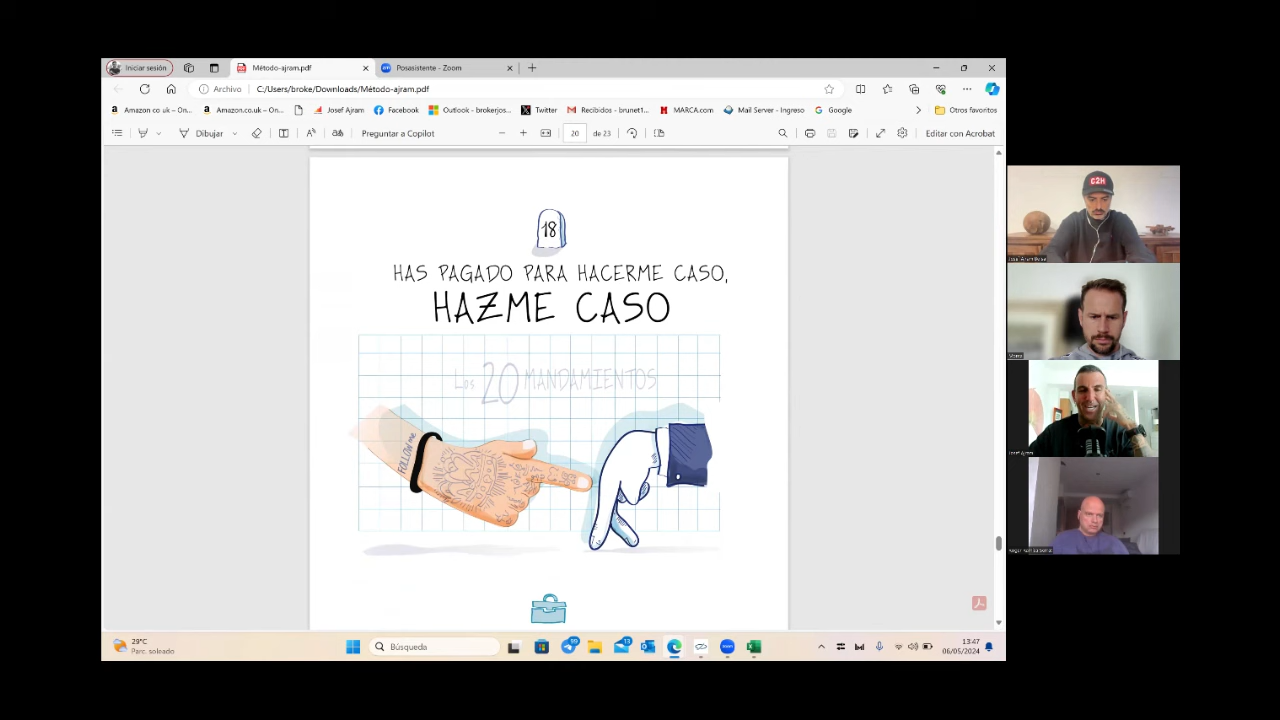 Iniciar sesión
Método-ajram.pdf
Posasistente - Zoom
Archivo
C:/Users/broke/Downloads/Método-ajram.pdf
Amazon co uk – On...
Amazon.co.uk – On...
Josef Ajram
Facebook
Outlook - brokerjos...
Twitter
Recibidos - brunet1...
MARCA.com
Mail Server - Ingreso
Google
Otros favoritos
Dibujar
Preguntar a Copilot
20
de 23
Editar con Acrobat
18
HAS PAGADO PARA HACERME CASO,
HAZME CASO
Los 20 MANDAMIENTOS
FOLLOW me
C2H
29°C
Parc. soleado
Búsqueda
99
13
13:47
06/05/2024